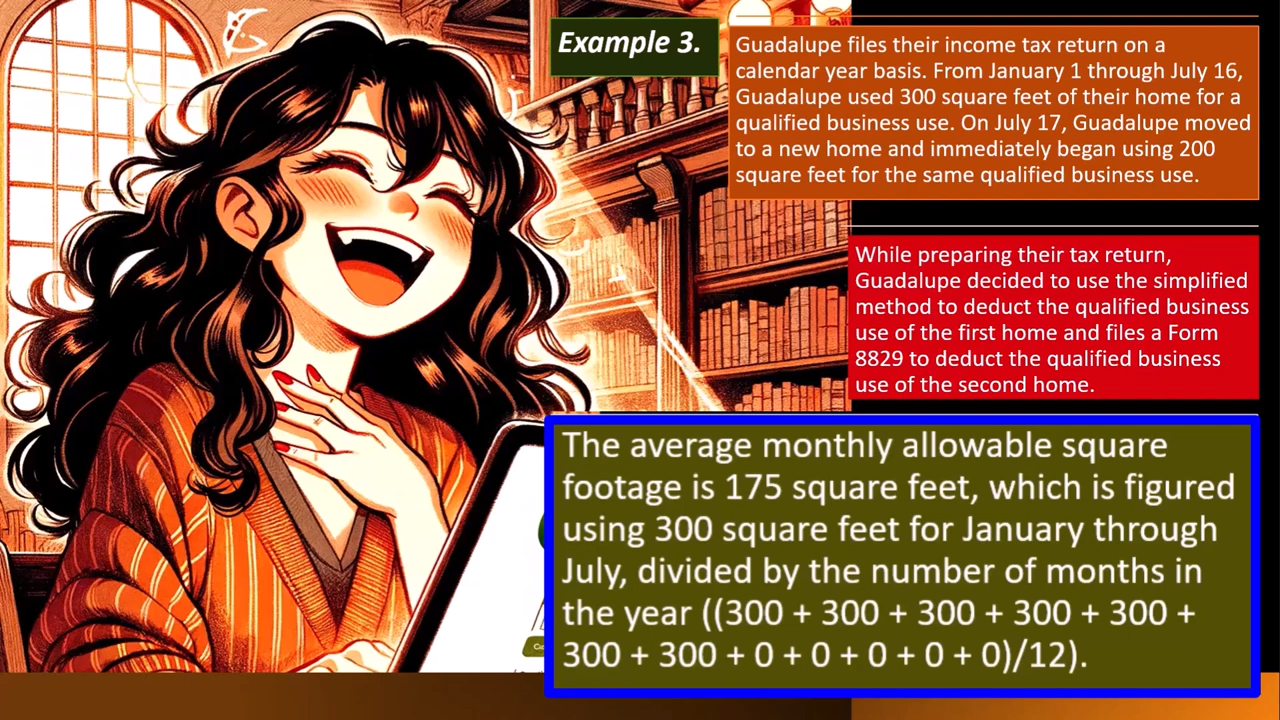 Example 3.
Guadalupe files their income tax return on a
calendar year basis. From January 1 through July 16,
Guadalupe used 300 square feet of their home for a
qualified business use. On July 17, Guadalupe moved
to a new home and immediately began using 200
square feet for the same qualified business use.
While preparing their tax return,
Guadalupe decided to use the simplified
method to deduct the qualified business
use of the first home and files a Form
8829 to deduct the qualified business
use of the second home.
The average monthly allowable square
footage is 175 square feet, which is figured
using 300 square feet for January through
July, divided by the number of months in
the year ((300 + 300 + 300 + 300 + 300 +
300 + 300 + 0 + 0 + 0 + 0 + 0)/12).